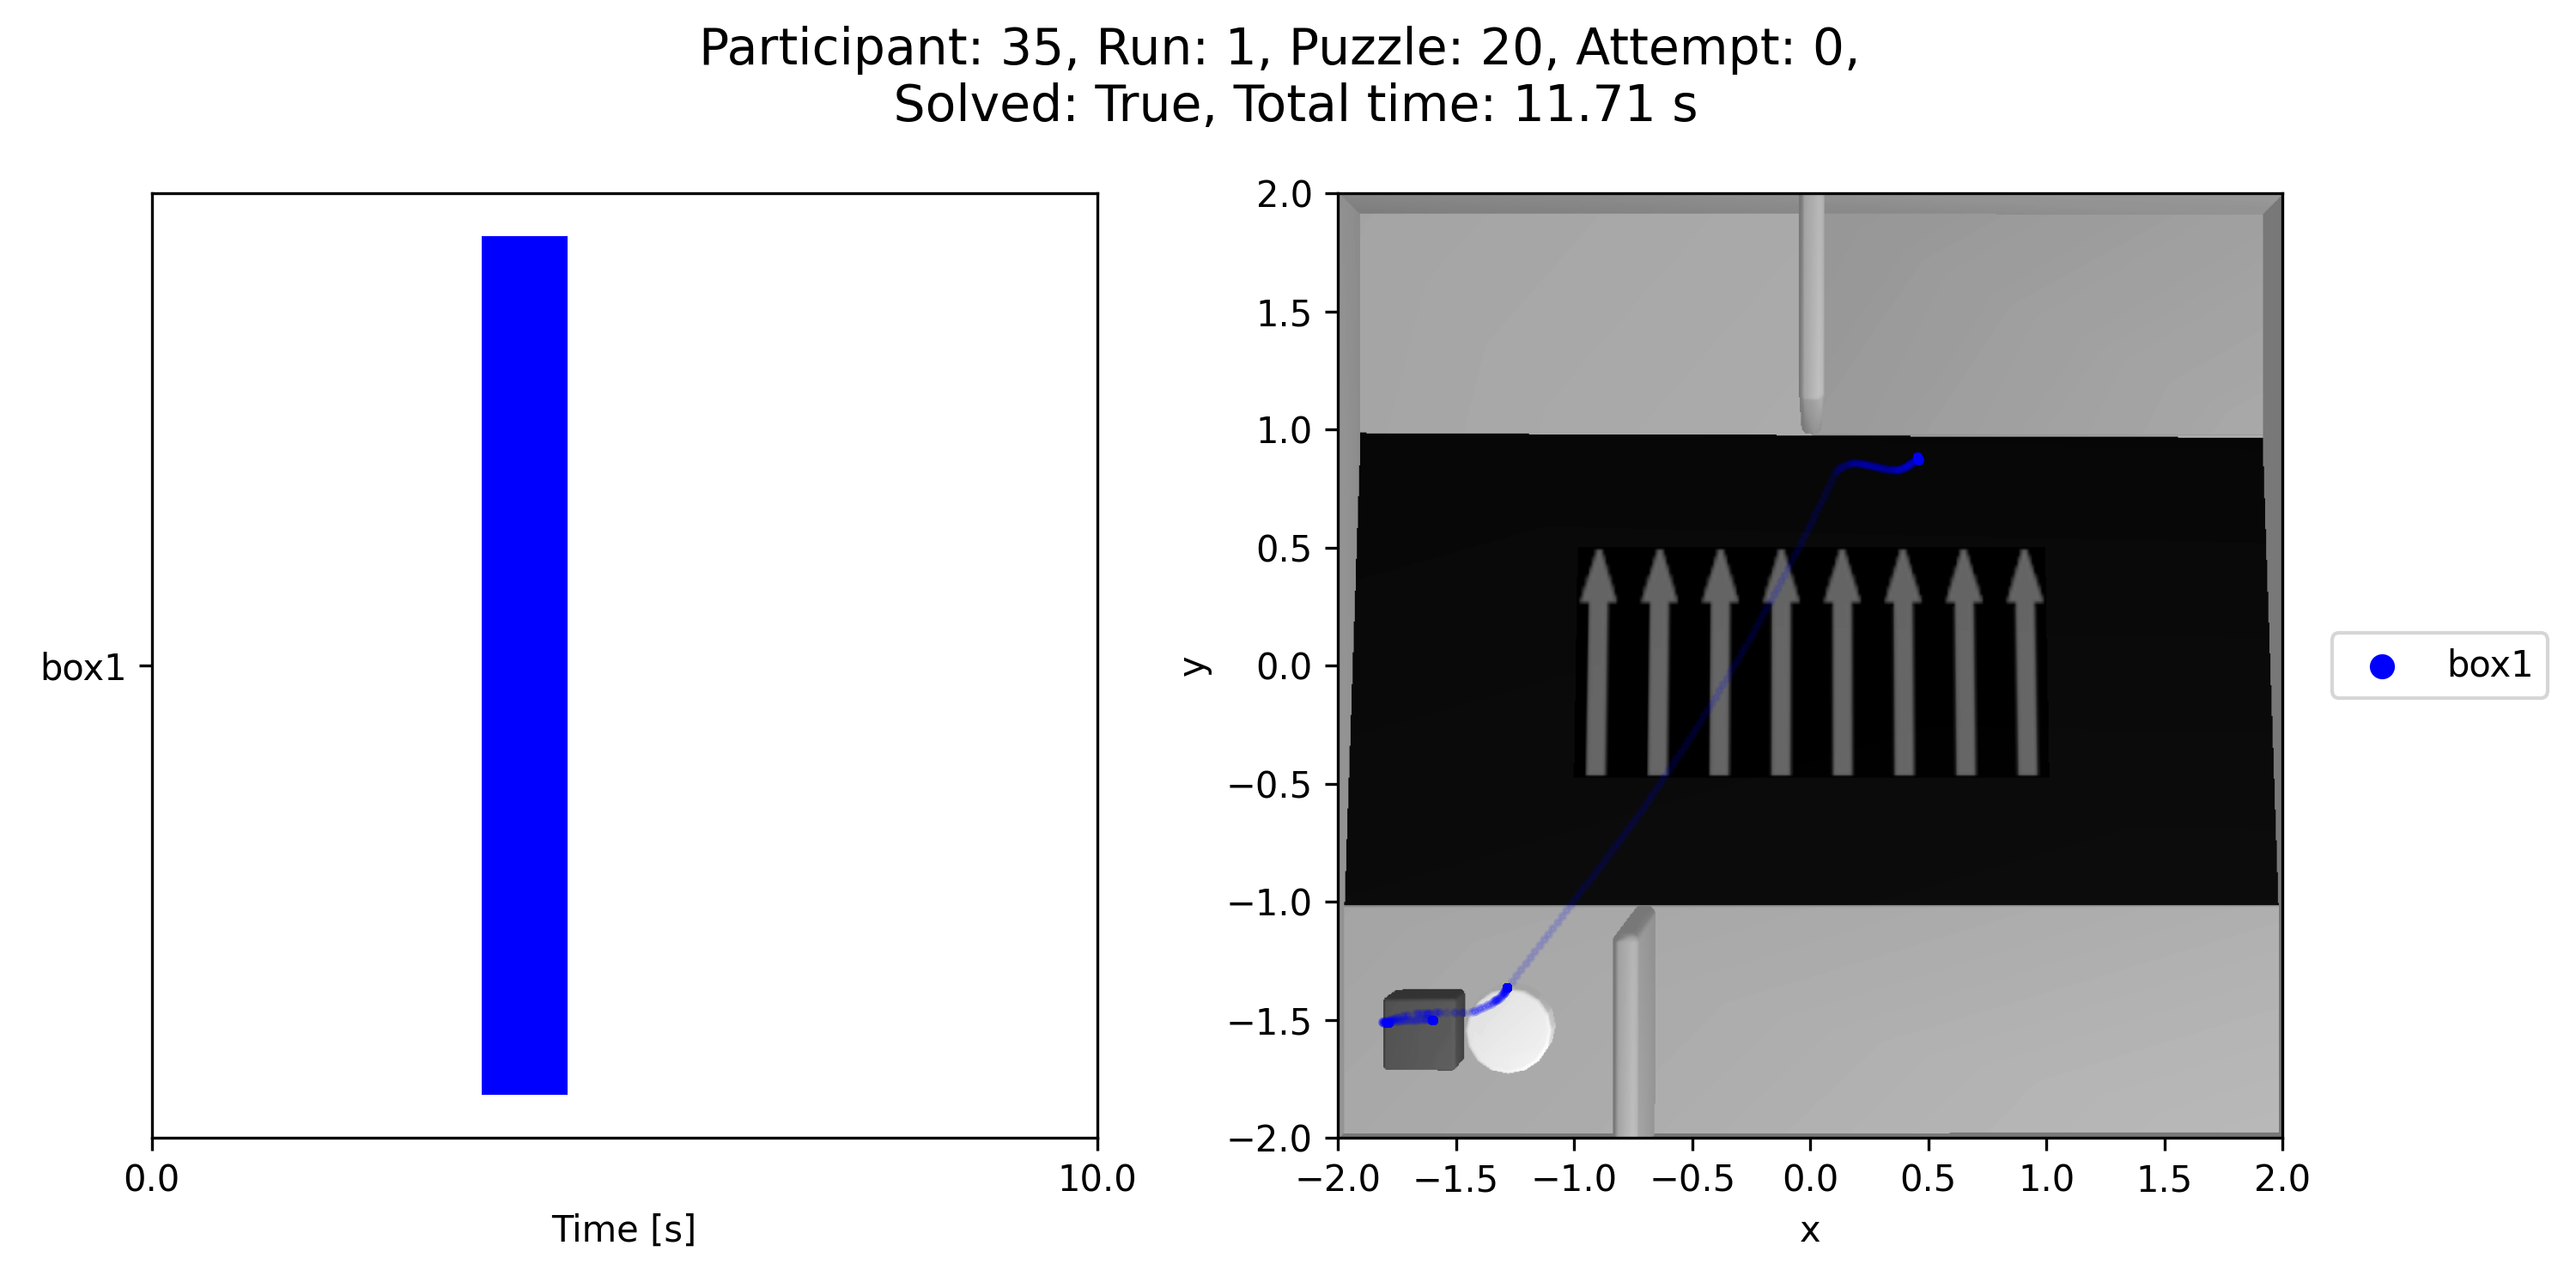 Participant: 35, Run: 1, Puzzle: 20, Attempt: 0,
Solved: True, Total time: 11.71 s
box1
0.0
10.0
Time [s]
2.0
1.5
1.0
0.5
0.0
−0.5
−1.0
−1.5
−2.0
y
−2.0 −1.5 −1.0 −0.5 0.0 0.5 1.0 1.5 2.0
x
box1